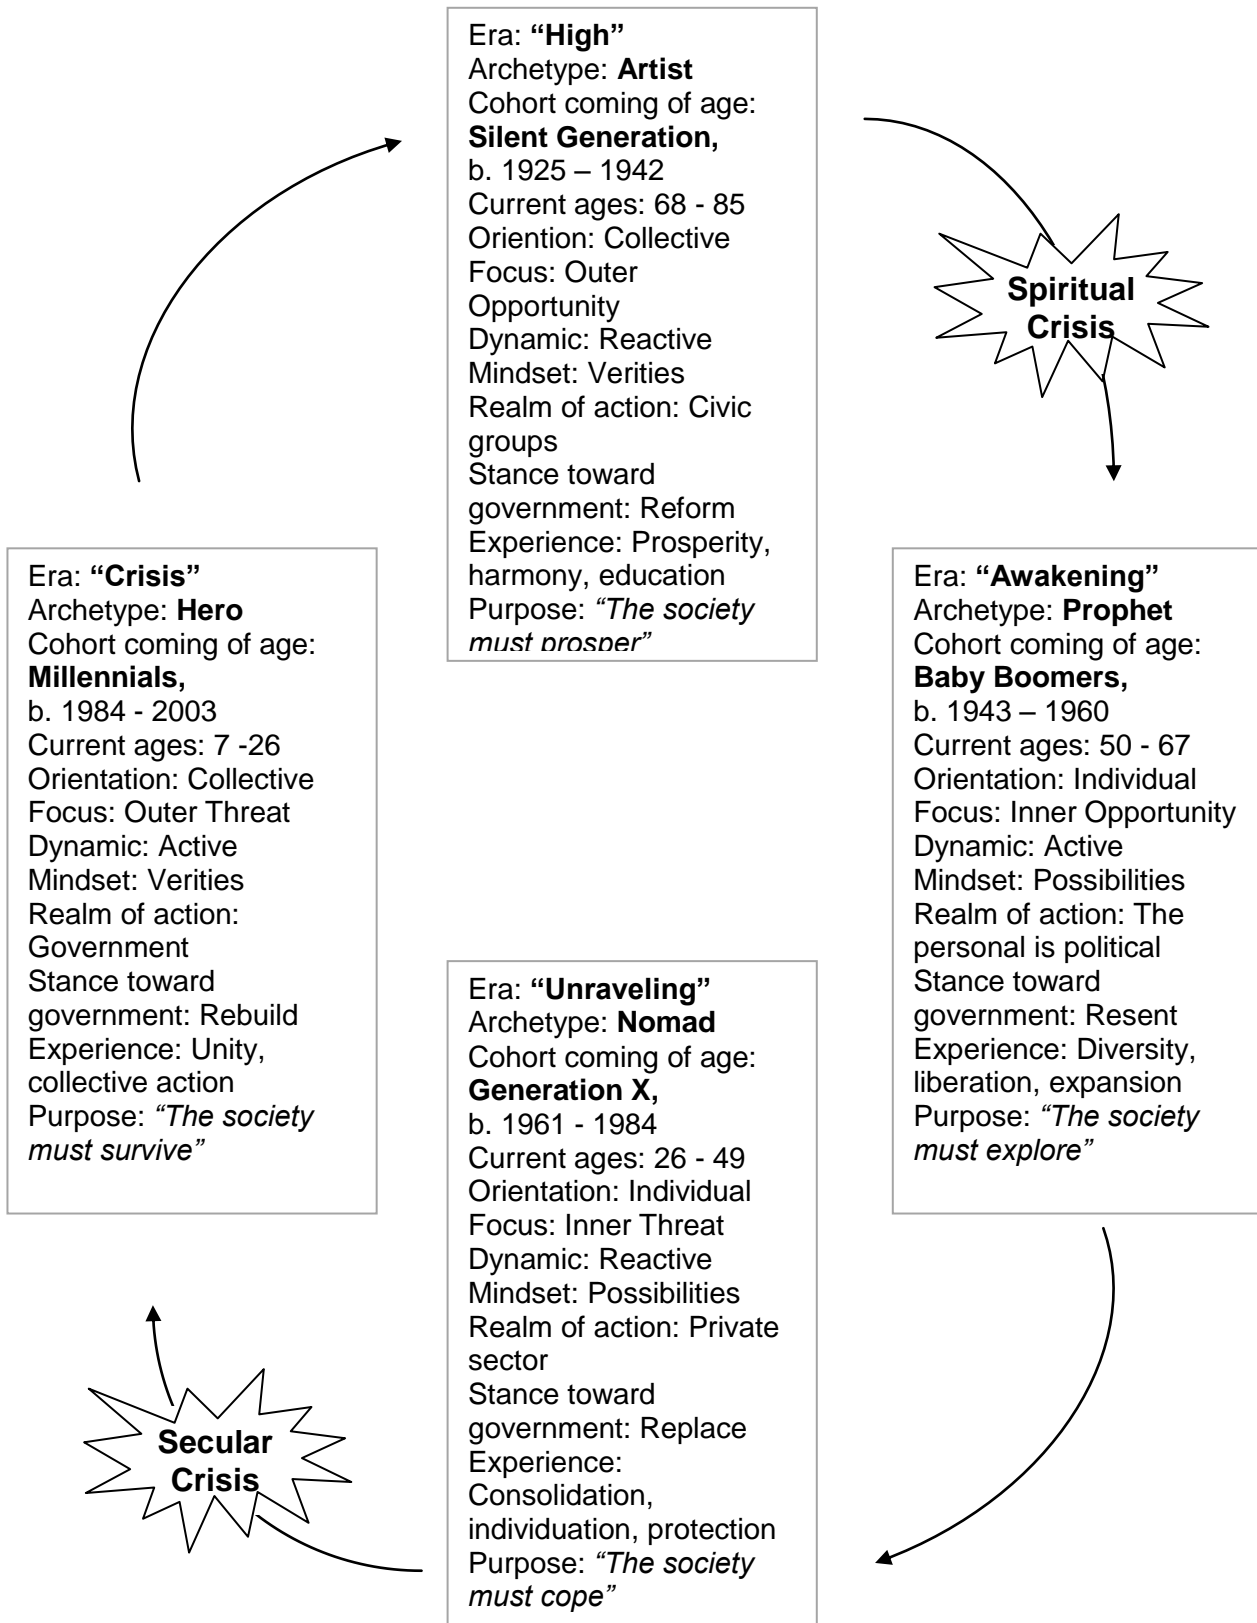 Era: “High”
Archetype: Artist
Cohort coming of age:
Silent Generation,
b. 1925 – 1942
Current ages: 68 - 85
Oriention: Collective
Focus: Outer
Opportunity
Dynamic: Reactive
Mindset: Verities
Realm of action: Civic
groups
Stance toward
government: Reform
Experience: Prosperity,
harmony, education
Purpose: “The society
must prosper”
Spiritual
Crisis
Era: “Awakening”
Archetype: Prophet
Cohort coming of age:
Baby Boomers,
b. 1943 – 1960
Current ages: 50 - 67
Orientation: Individual
Focus: Inner Opportunity
Dynamic: Active
Mindset: Possibilities
Realm of action: The
personal is political
Stance toward
government: Resent
Experience: Diversity,
liberation, expansion
Purpose: “The society
must explore”
Era: “Unraveling”
Archetype: Nomad
Cohort coming of age:
Generation X,
b. 1961 - 1984
Current ages: 26 - 49
Orientation: Individual
Focus: Inner Threat
Dynamic: Reactive
Mindset: Possibilities
Realm of action: Private
sector
Stance toward
government: Replace
Experience:
Consolidation,
individuation, protection
Purpose: “The society
must cope”
Secular
Crisis
Era: “Crisis”
Archetype: Hero
Cohort coming of age:
Millennials,
b. 1984 - 2003
Current ages: 7 -26
Orientation: Collective
Focus: Outer Threat
Dynamic: Active
Mindset: Verities
Realm of action:
Government
Stance toward
government: Rebuild
Experience: Unity,
collective action
Purpose: “The society
must survive”